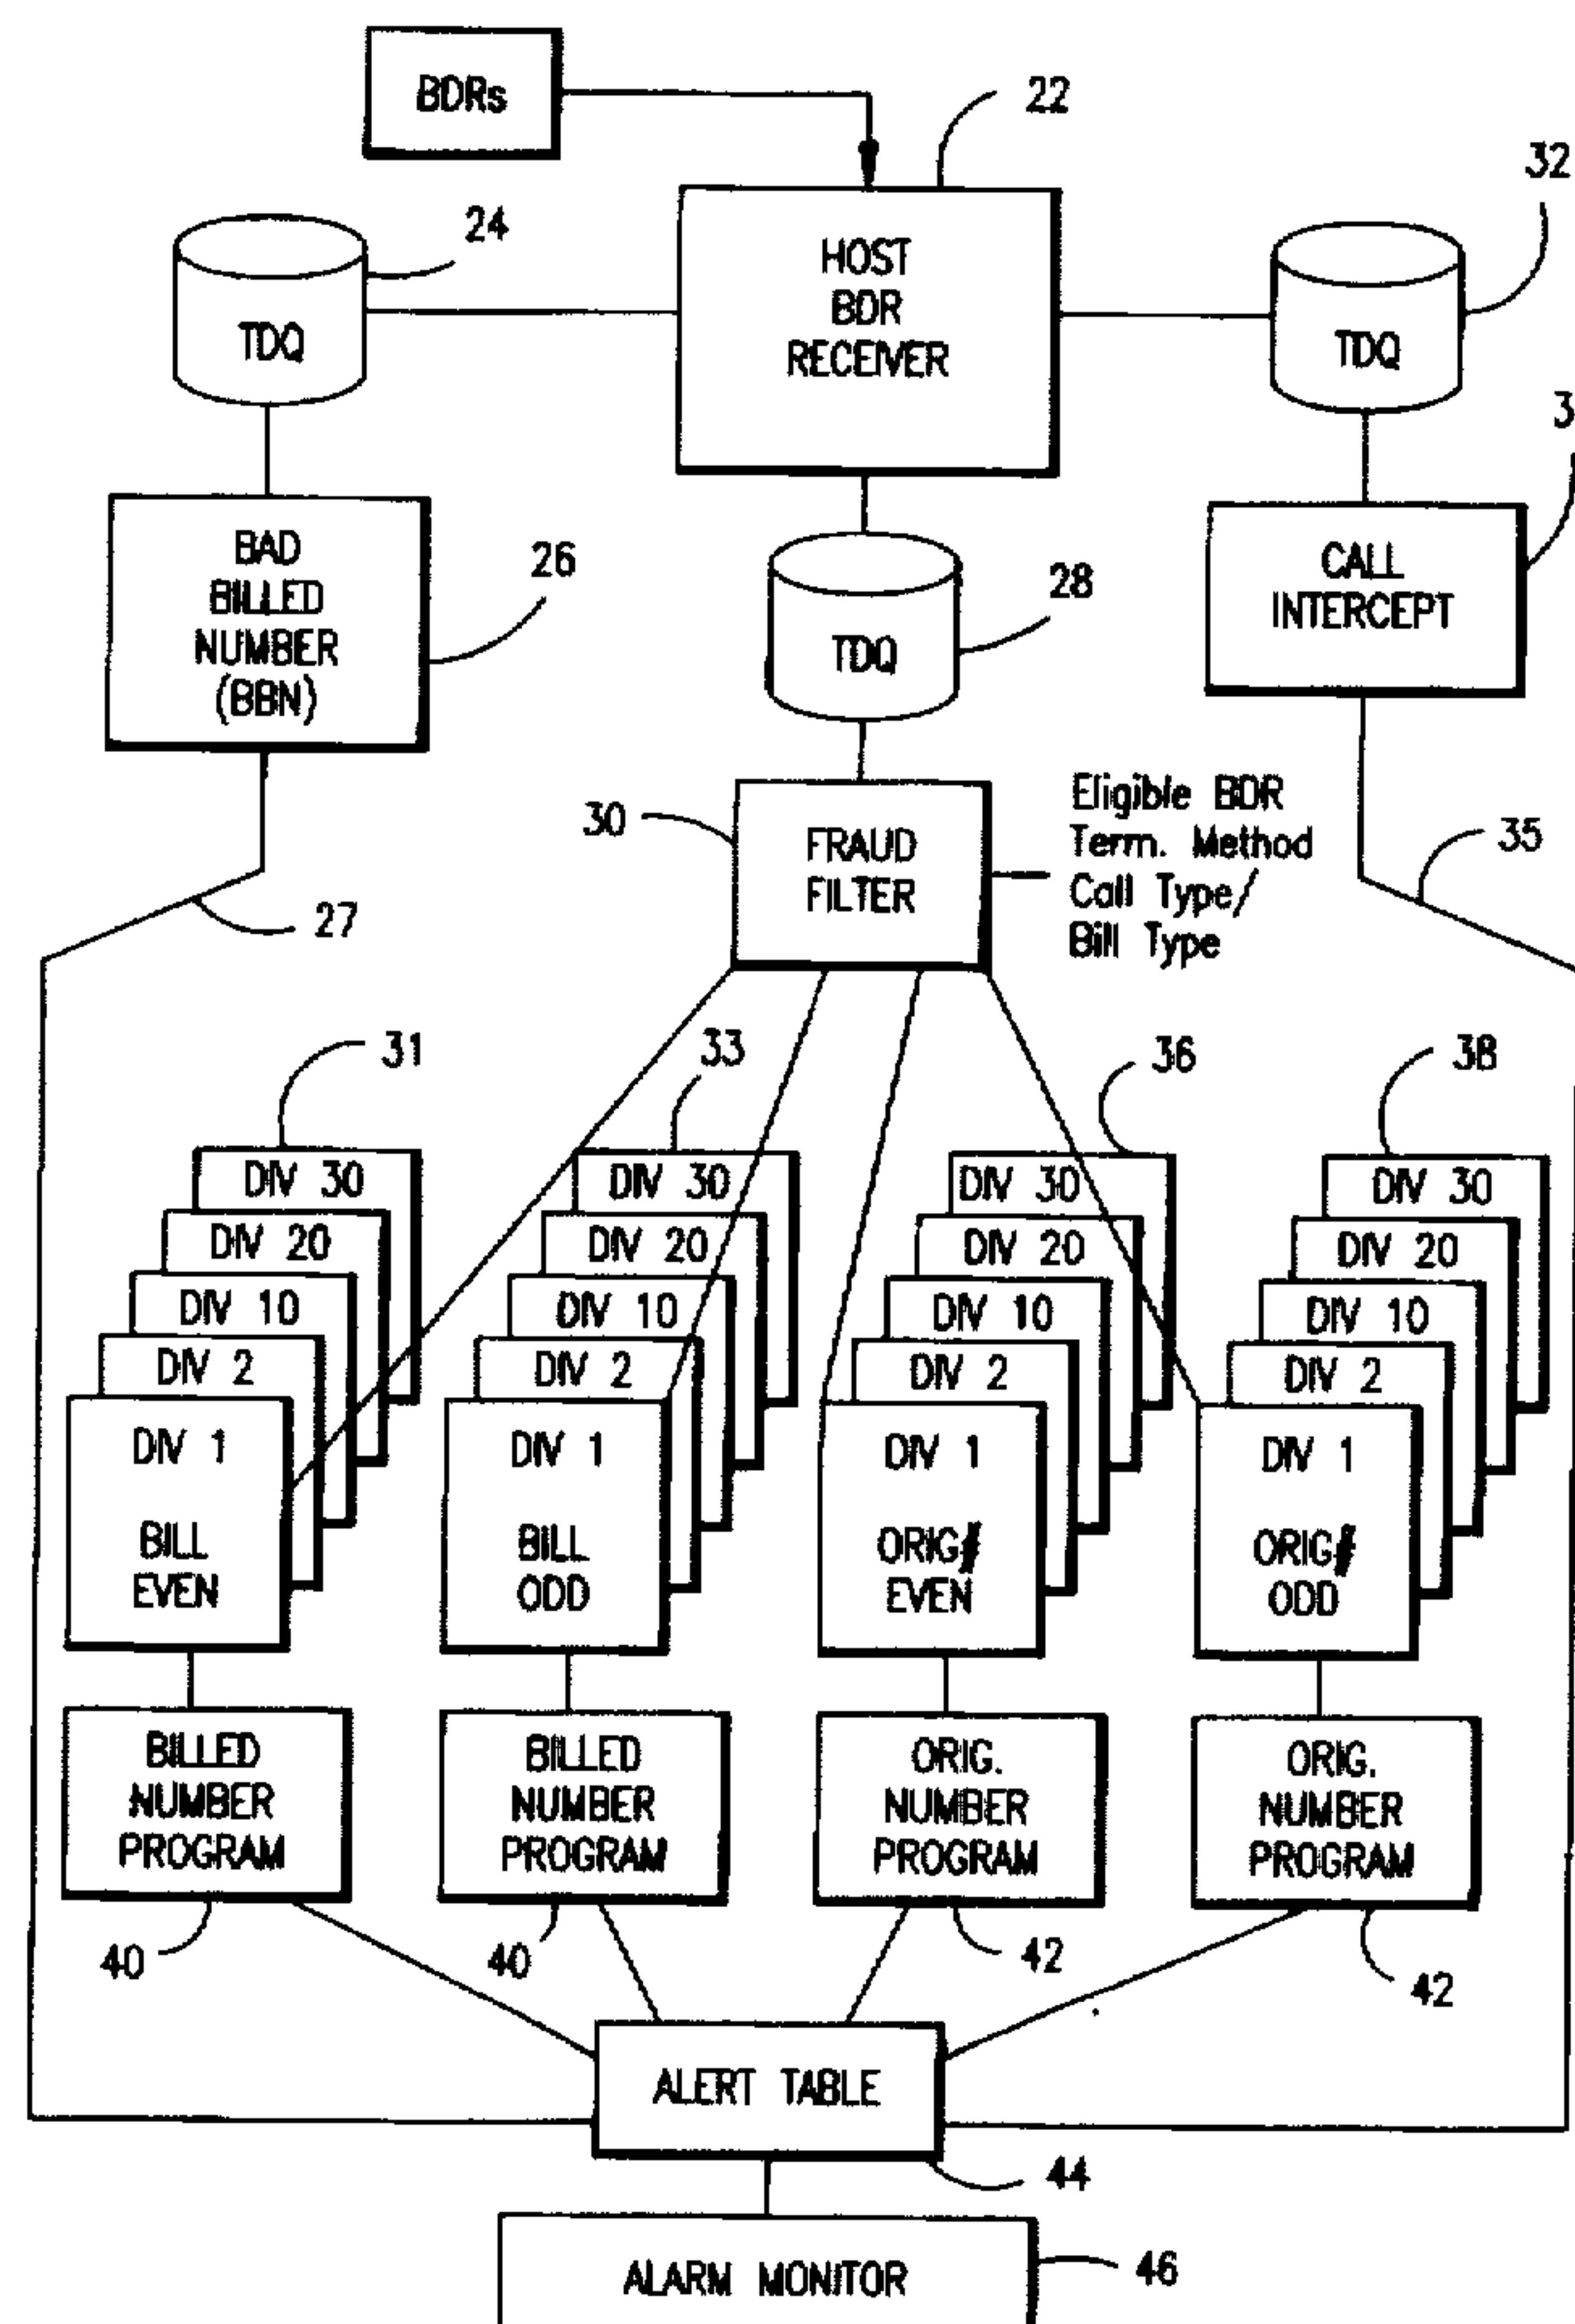 BDRs
22
32
24
HOST
BDR
RECEIVER
TDQ
TDQ
3
BAD
BILLED
NUMBER
(BBN)
26
28
CALL
INTERCEPT
TDQ
30
FRAUD
FILTER
Eligible BDR
Term. Method
Call Type/
Bill Type
35
27
31
33
36
38
DIV 30
DIV 20
DIV 10
DIV 2
DIV 1
BILL
EVEN
DIV 30
DIV 20
DIV 10
DIV 2
DIV 1
BILL
ODD
DIV 30
DIV 20
DIV 10
DIV 2
DIV 1
ORIG#
EVEN
DIV 30
DIV 20
DIV 10
DIV 2
DIV 1
ORIG#
ODD
BILLED
NUMBER
PROGRAM
BILLED
NUMBER
PROGRAM
ORIG.
NUMBER
PROGRAM
ORIG.
NUMBER
PROGRAM
40
40
42
42
ALERT TABLE
44
ALARM MONITOR
46